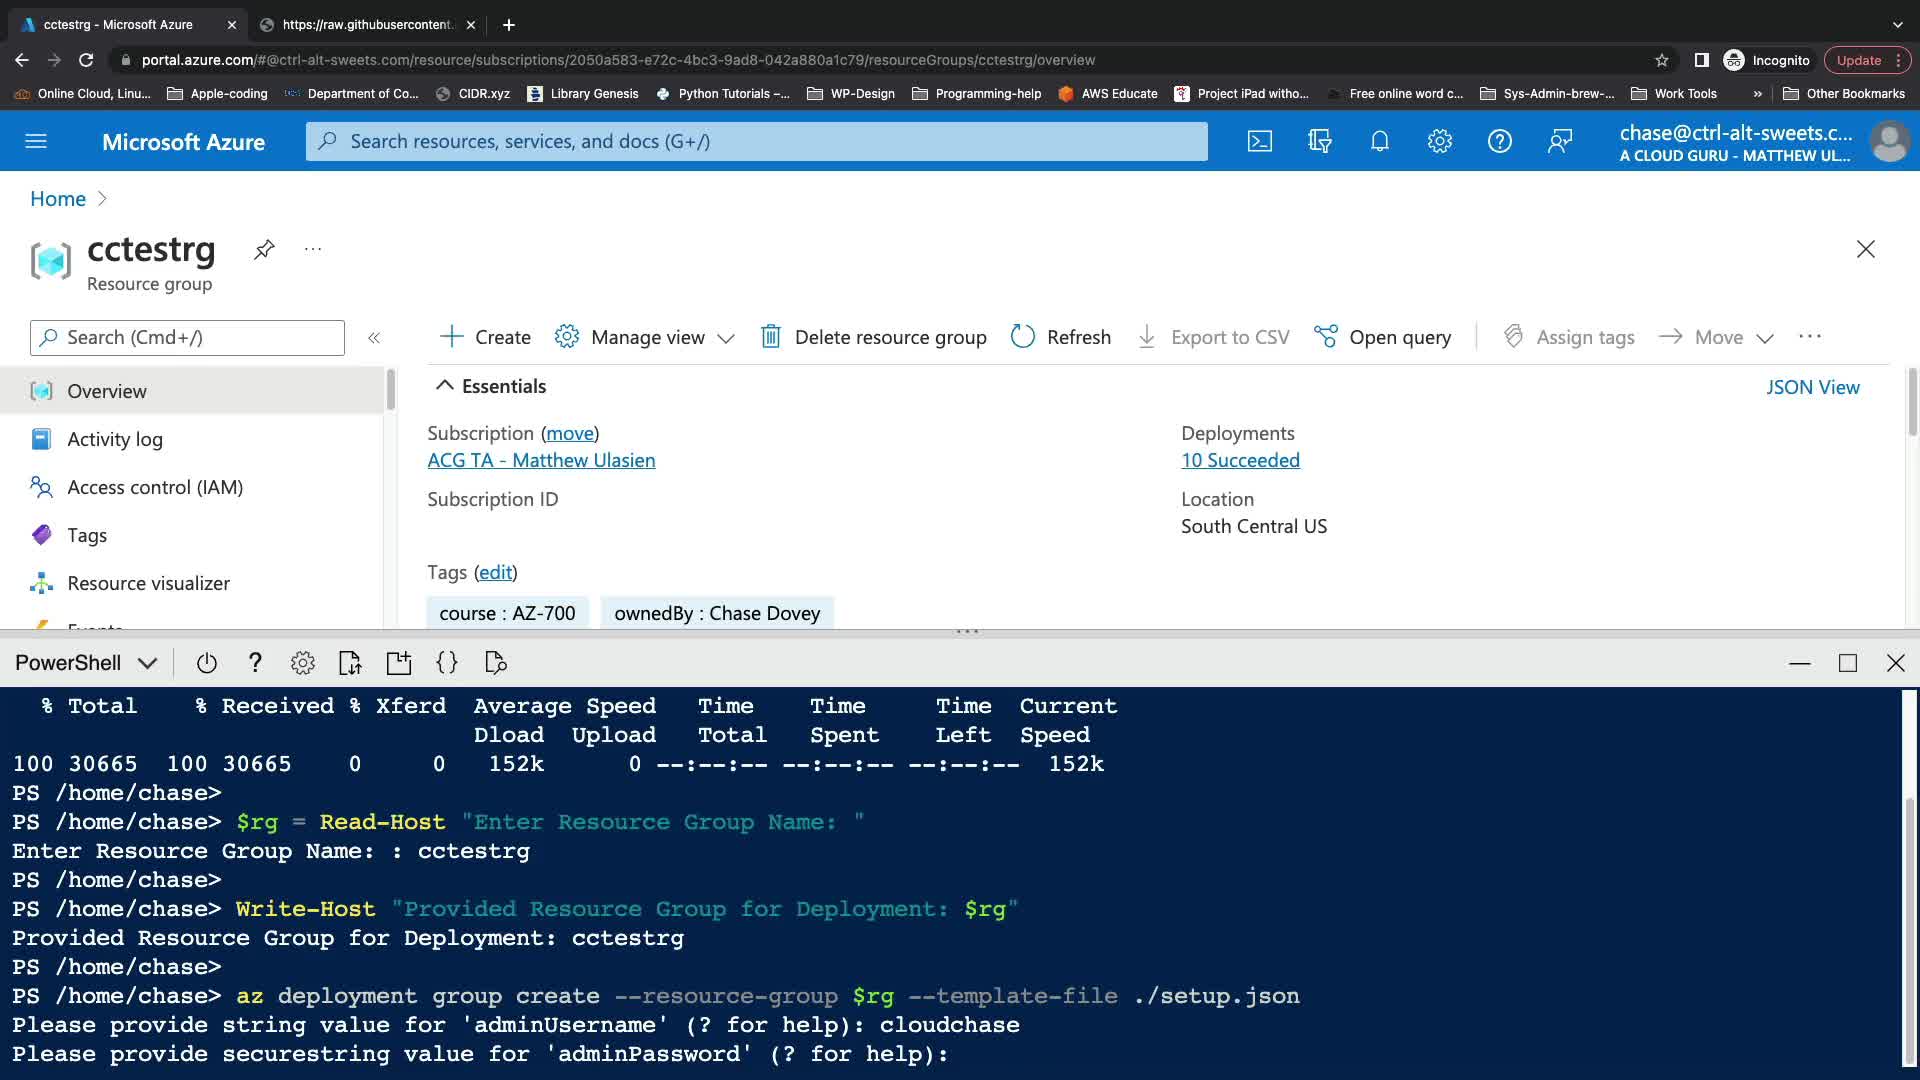 cctestrg - Microsoft Azure
https://raw.githubusercontent.
portal.azure.com/#@ctrl-alt-sweets.com/resource/subscriptions/2050a583-e72c-4bc3-9ad8-042a880a1c79/resourceGroups/cctestrg/overview
Incognito
Update
Online Cloud, Linu...
Apple-coding
Department of Co...
CIDR.xyz
Library Genesis
Python Tutorials –...
WP-Design
Programming-help
AWS Educate
Project iPad witho...
Free online word c...
Sys-Admin-brew-...
Work Tools
»
Other Bookmarks
Microsoft Azure
Search resources, services, and docs (G+/)
chase@ctrl-alt-sweets.c...
A CLOUD GURU - MATTHEW UL...
Home
cctestrg
Resource group
Search (Cmd+/)
Create
Manage view
Delete resource group
Refresh
Export to CSV
Open query
Assign tags
Move
Overview
Activity log
Access control (IAM)
Tags
Resource visualizer
Events
Essentials
JSON View
Subscription (move)
ACG TA - Matthew Ulasien
Subscription ID
Deployments
10 Succeeded
Location
South Central US
Tags (edit)
course : AZ-700
ownedBy : Chase Dovey
PowerShell
% Total % Received % Xferd Average Speed Time Time Time Current
Dload Upload Total Spent Left Speed
100 30665 100 30665 0 0 152k 0 --:--:-- --:--:-- --:--:-- 152k
PS /home/chase>
PS /home/chase> $rg = Read-Host "Enter Resource Group Name: "
Enter Resource Group Name: : cctestrg
PS /home/chase>
PS /home/chase> Write-Host "Provided Resource Group for Deployment: $rg"
Provided Resource Group for Deployment: cctestrg
PS /home/chase>
PS /home/chase> az deployment group create --resource-group $rg --template-file ./setup.json
Please provide string value for 'adminUsername' (? for help): cloudchase
Please provide securestring value for 'adminPassword' (? for help):